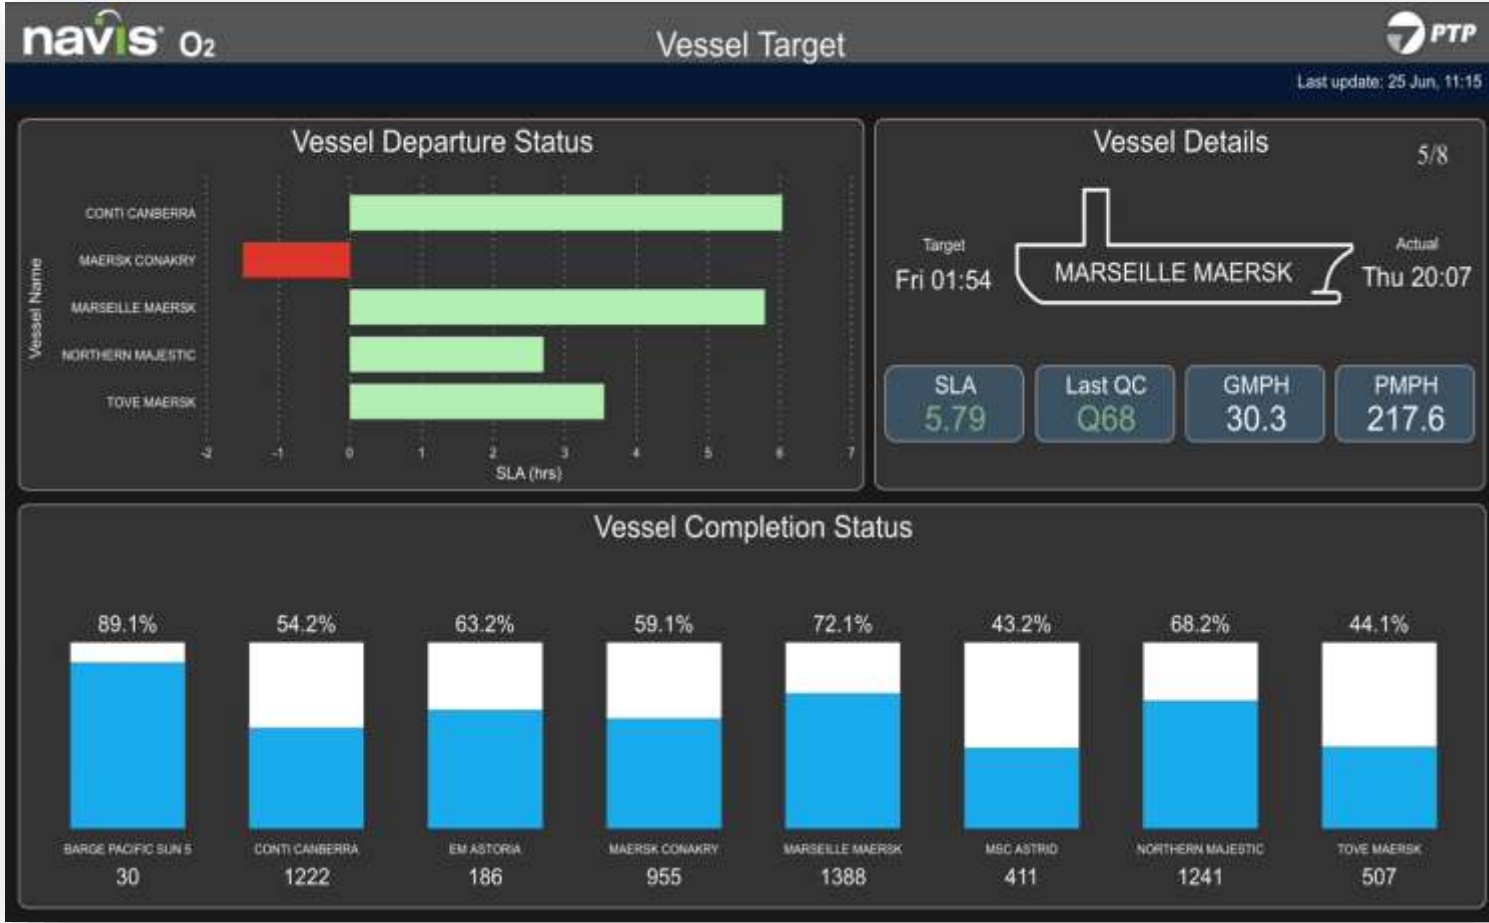 navis O2
Vessel Target
PTP
Last update: 25 Jun, 11:15
Vessel Departure Status
Vessel Name
CONTI CANBERRA
MAERSK CONAKRY
MARSEILLE MAERSK
NORTHERN MAJESTIC
TOVE MAERSK
-2 -1 0 1 2 3 4 5 6 7
SLA (hrs)
Vessel Details
5/8
Target
Fri 01:54
MARSEILLE MAERSK
Actual
Thu 20:07
SLA
5.79
Last QC
Q68
GMPH
30.3
PMPH
217.6
Vessel Completion Status
89.1% 54.2% 63.2% 59.1% 72.1% 43.2% 68.2% 44.1%
BARGE PACIFIC SUN 5 CONTI CANBERRA EM ASTORIA MAERSK CONAKRY MARSEILLE MAERSK MSC ASTRID NORTHERN MAJESTIC TOVE MAERSK
30 1222 186 955 1388 411 1241 507